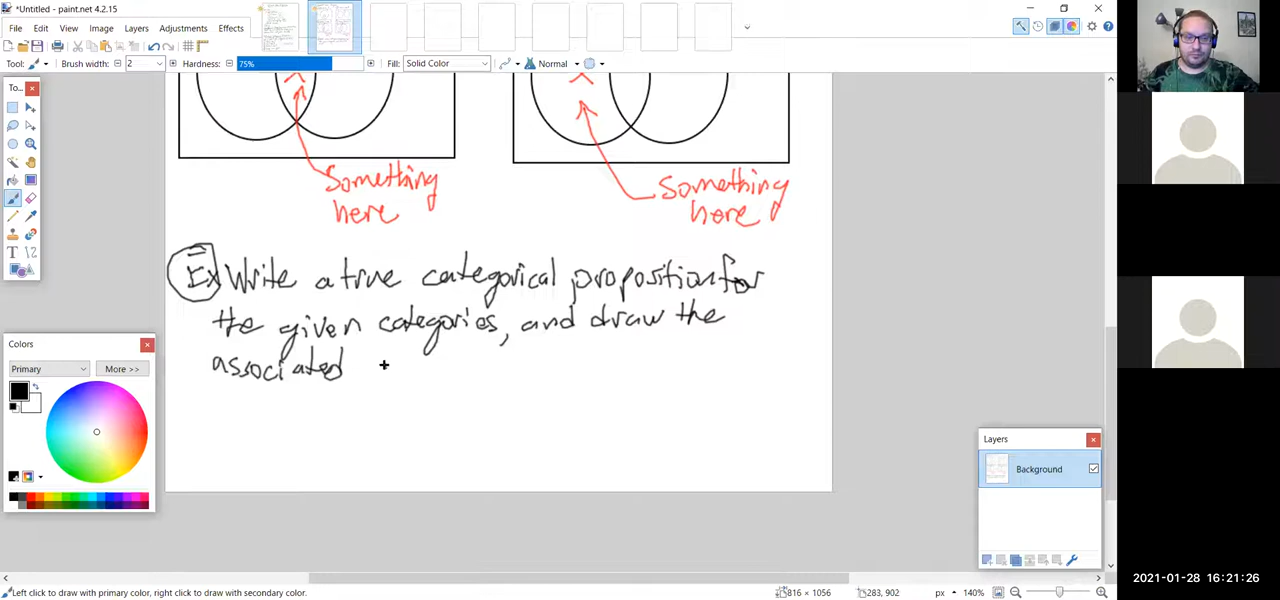 *Untitled - paint.net 4.2.15
File Edit View Image Adjustments Layers Effects
Tool: Brush width: 2 Hardness: 75% Fill: Solid Color Normal
To...
Something
here
Something
here
Ex Write a true categorical proposition for
the given categories, and draw the
associated
Colors
Primary More >>
Layers
Background
2021-01-28 16:21:26
Left click to draw with primary color, right click to draw with secondary color. 816 × 1056 283, 902 px 140%